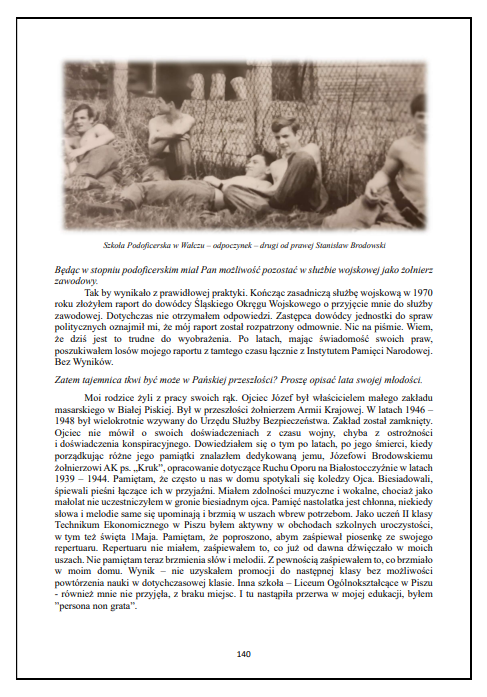 Szkoła Podoficerska w Wałczu – odpoczynek – drugi od prawej Stanisław Brodowski
Będąc w stopniu podoficerskim miał Pan możliwość pozostać w służbie wojskowej jako żołnierz
zawodowy.
Tak by wynikało z prawidłowej praktyki. Kończąc zasadniczą służbę wojskową w 1970
roku złożyłem raport do dowódcy Śląskiego Okręgu Wojskowego o przyjęcie mnie do służby
zawodowej. Dotychczas nie otrzymałem odpowiedzi. Zastępca dowódcy jednostki do spraw
politycznych oznajmił mi, że mój raport został rozpatrzony odmownie. Nic na piśmie. Wiem,
że dziś jest to trudne do wyobrażenia. Po latach, mając świadomość swoich praw,
poszukiwałem losów mojego raportu z tamtego czasu łącznie z Instytutem Pamięci Narodowej.
Bez Wyników.
Zatem tajemnica tkwi być może w Pańskiej przeszłości? Proszę opisać lata swojej młodości.
Moi rodzice żyli z pracy swoich rąk. Ojciec Józef był właścicielem małego zakładu
masarskiego w Białej Piskiej. Był w przeszłości żołnierzem Armii Krajowej. W latach 1946 –
1948 był wielokrotnie wzywany do Urzędu Służby Bezpieczeństwa. Zakład został zamknięty.
Ojciec nie mówił o swoich doświadczeniach z czasu wojny, chyba z ostrożności
i doświadczenia konspiracyjnego. Dowiedziałem się o tym po latach, po jego śmierci, kiedy
porządkując różne jego pamiątki znalazłem dedykowaną jemu, Józefowi Brodowskiemu
żołnierzowi AK ps. „Kruk”, opracowanie dotyczące Ruchu Oporu na Białostocczyźnie w latach
1939 – 1944. Pamiętam, że często u nas w domu spotykali się koledzy Ojca. Biesiadowali,
śpiewali pieśni łączące ich w przyjaźni. Miałem zdolności muzyczne i wokalne, chociaż jako
małolat nie uczestniczyłem w gronie biesiadnym ojca. Pamięć nastolatka jest chłonna, niekiedy
słowa i melodie same się upominają i brzmią w uszach wbrew potrzebom. Jako uczeń II klasy
Technikum Ekonomicznego w Piszu byłem aktywny w obchodach szkolnych uroczystości,
w tym też święta 1Maja. Pamiętam, że poproszono, abym zaśpiewał piosenkę ze swojego
repertuaru. Repertuaru nie miałem, zaśpiewałem to, co już od dawna dźwięczało w moich
uszach. Nie pamiętam teraz brzmienia słów i melodii. Z pewnością zaśpiewałem to, co brzmiało
w moim domu. Wynik – nie uzyskałem promocji do następnej klasy bez możliwości
powtórzenia nauki w dotychczasowej klasie. Inna szkoła – Liceum Ogólnokształcące w Piszu
- również mnie nie przyjęła, z braku miejsc. I tu nastąpiła przerwa w mojej edukacji, byłem
”persona non grata”.
140